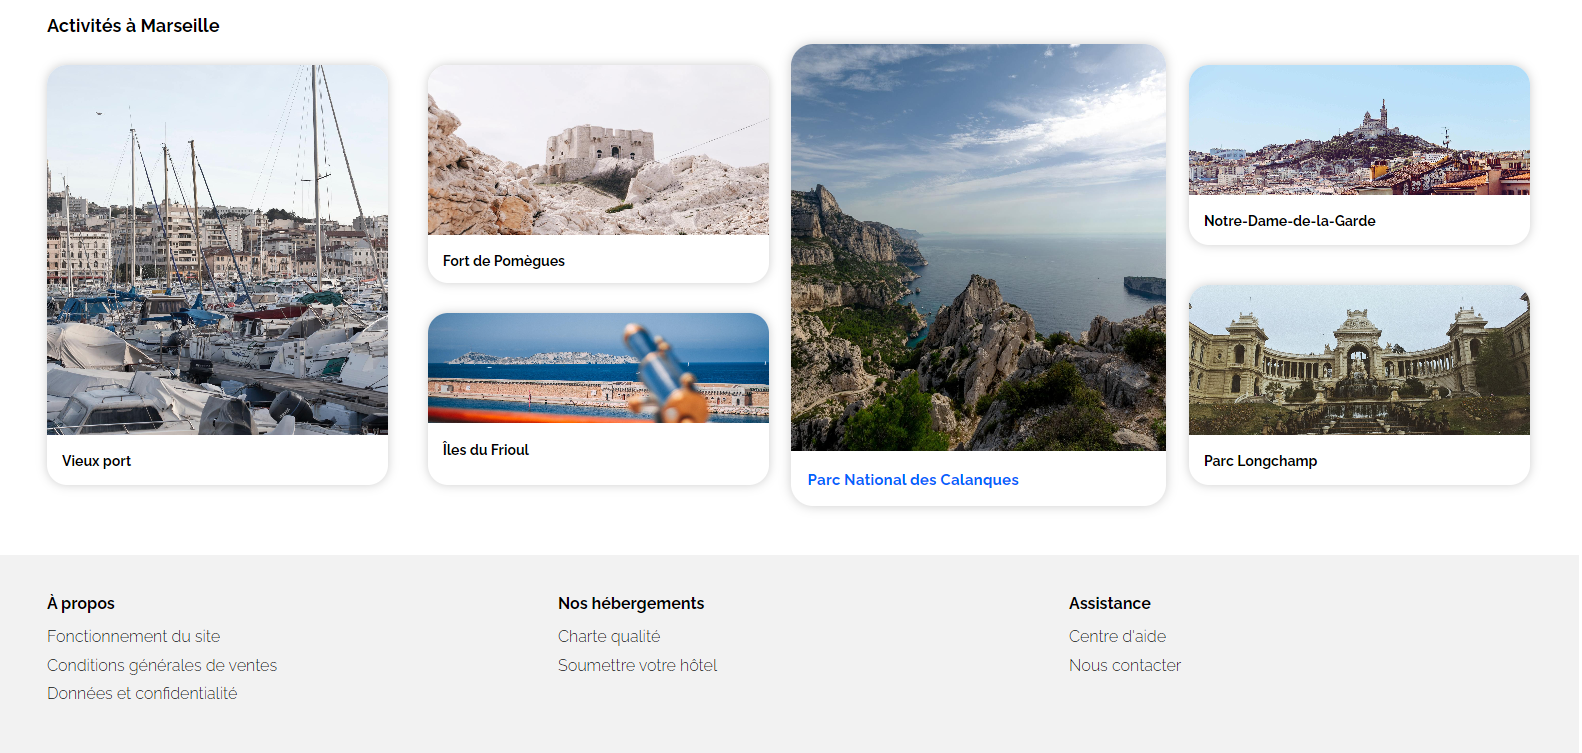 Activités à Marseille
Vieux port
Fort de Pomègues
Îles du Frioul
Parc National des Calanques
Notre-Dame-de-la-Garde
Parc Longchamp
À propos
Fonctionnement du site
Conditions générales de ventes
Données et confidentialité
Nos hébergements
Charte qualité
Soumettre votre hôtel
Assistance
Centre d'aide
Nous contacter